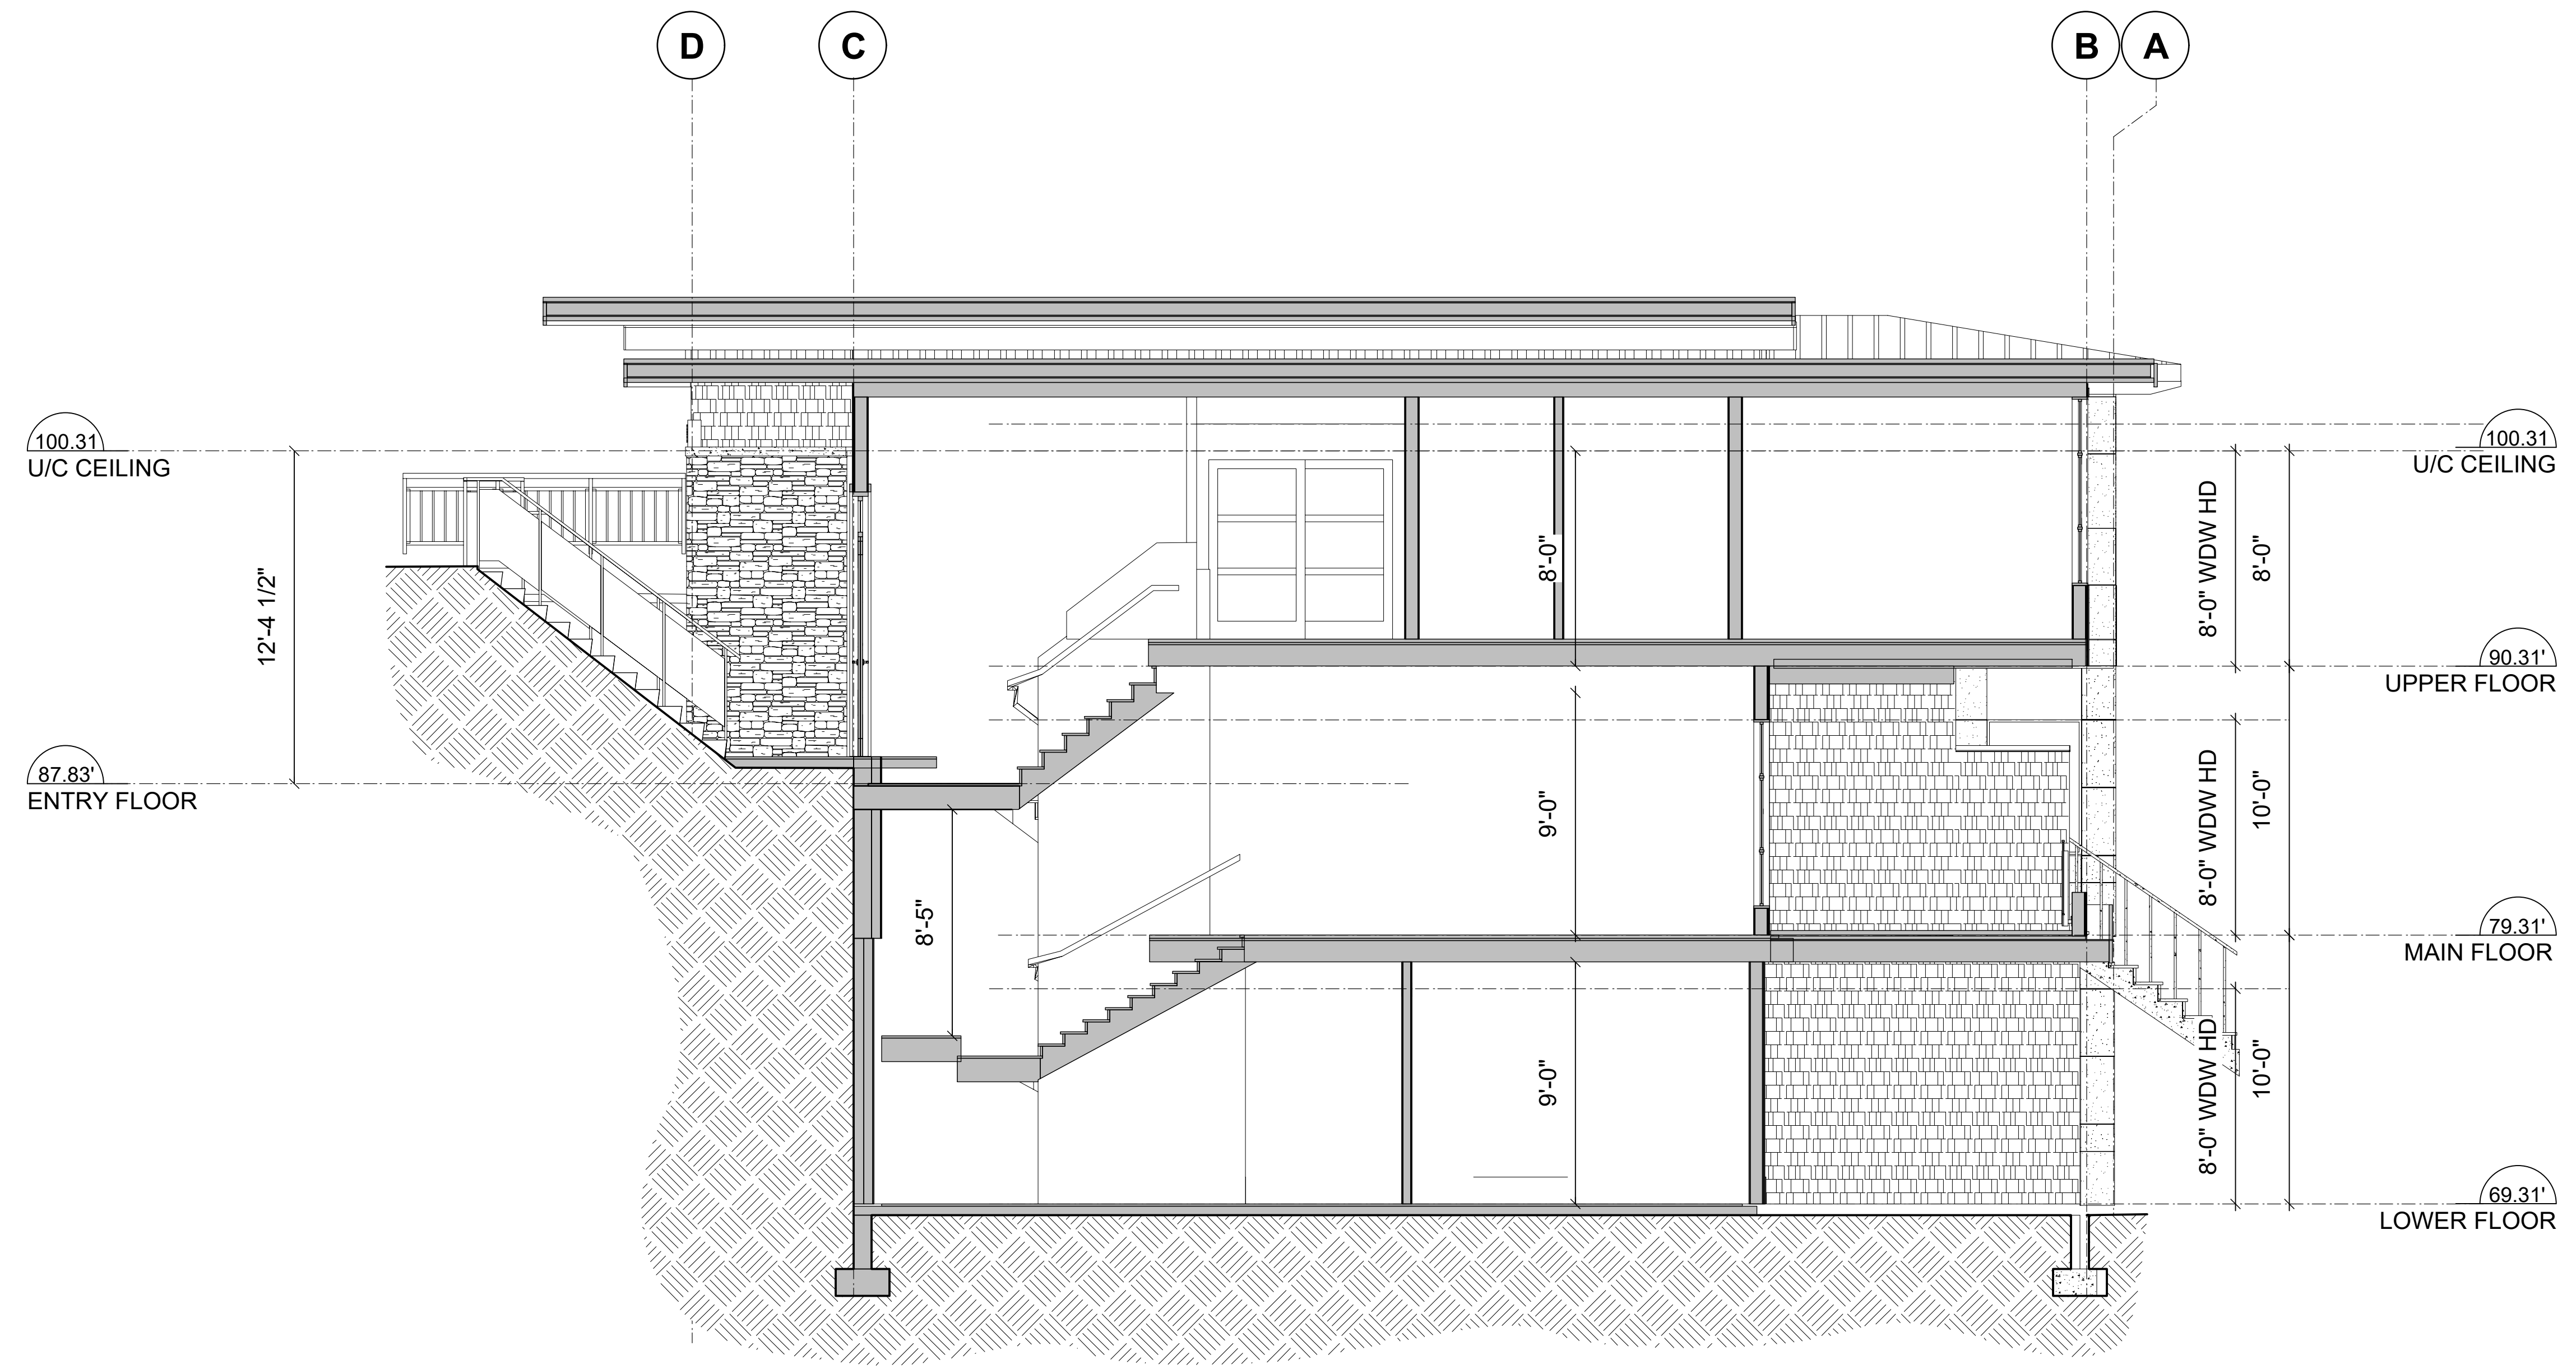 D
C
B
A
100.31
U/C CEILING
100.31
U/C CEILING
12'-4 1/2"
8'-0"
8'-0" WDW HD
8'-0"
90.31'
UPPER FLOOR
87.83'
ENTRY FLOOR
9'-0"
8'-0" WDW HD
10'-0"
8'-5"
79.31'
MAIN FLOOR
9'-0"
8'-0" WDW HD
10'-0"
69.31'
LOWER FLOOR